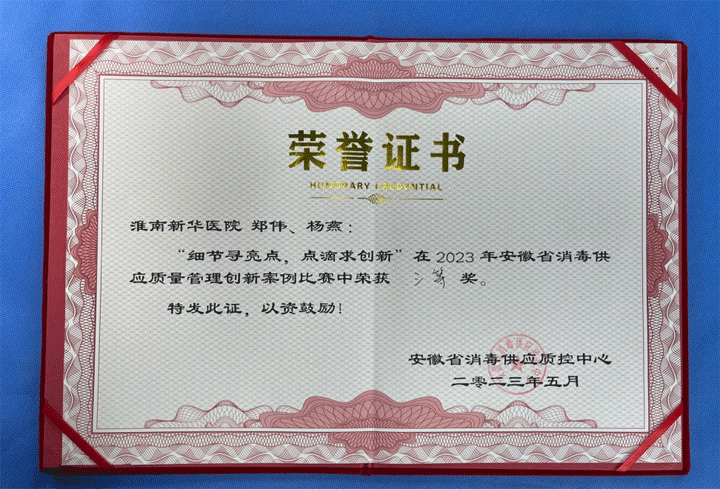 荣誉证书
HONORARY CREDENTIAL
淮南新华医院 郑伟、杨燕：
“细节寻亮点，点滴求创新”在 2023 年安徽省消毒供
应质量管理创新案例比赛中荣获 三等 奖。
特发此证，以资鼓励！
安徽省消毒供应质控中心
二零二三年五月